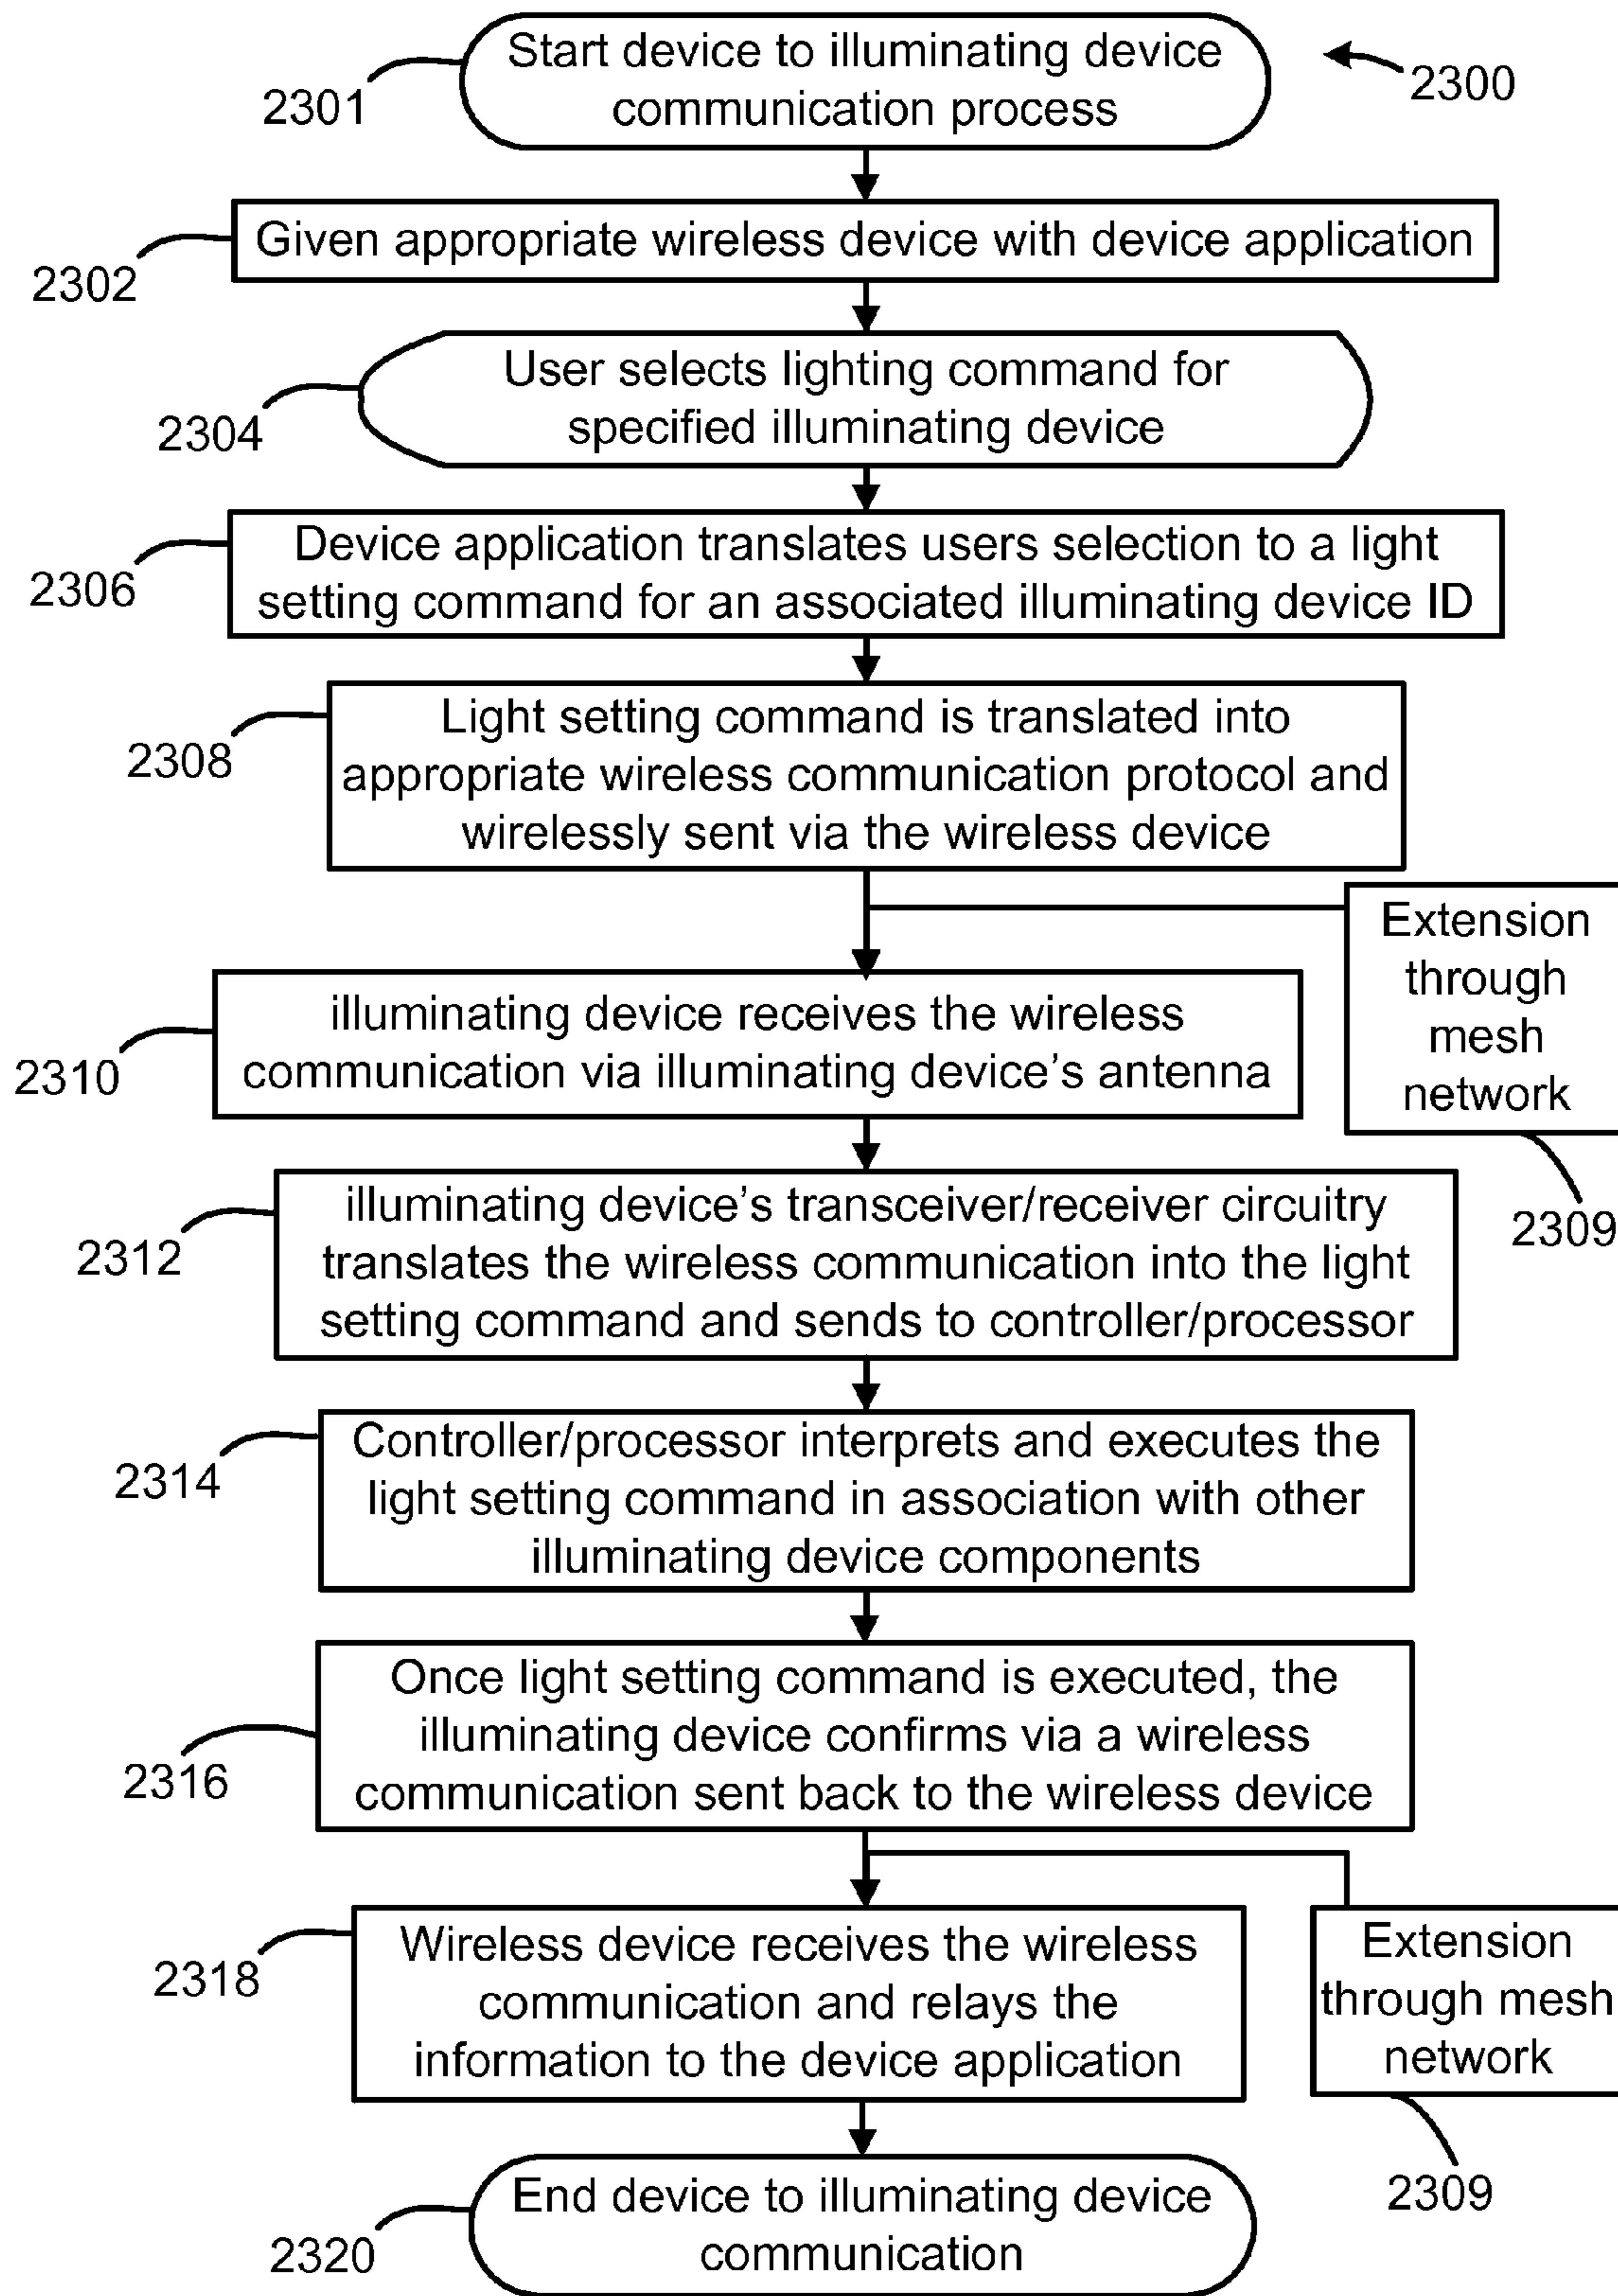 Start device to illuminating device
communication process
2301
2300
Given appropriate wireless device with device application
2302
User selects lighting command for
specified illuminating device
2304
Device application translates users selection to a light
setting command for an associated illuminating device ID
2306
Light setting command is translated into
appropriate wireless communication protocol and
wirelessly sent via the wireless device
2308
Extension
through
mesh
network
2309
illuminating device receives the wireless
communication via illuminating device's antenna
2310
illuminating device's transceiver/receiver circuitry
translates the wireless communication into the light
setting command and sends to controller/processor
2312
Controller/processor interprets and executes the
light setting command in association with other
illuminating device components
2314
Once light setting command is executed, the
illuminating device confirms via a wireless
communication sent back to the wireless device
2316
Wireless device receives the wireless
communication and relays the
information to the device application
2318
Extension
through mesh
network
2309
End device to illuminating device
communication
2320